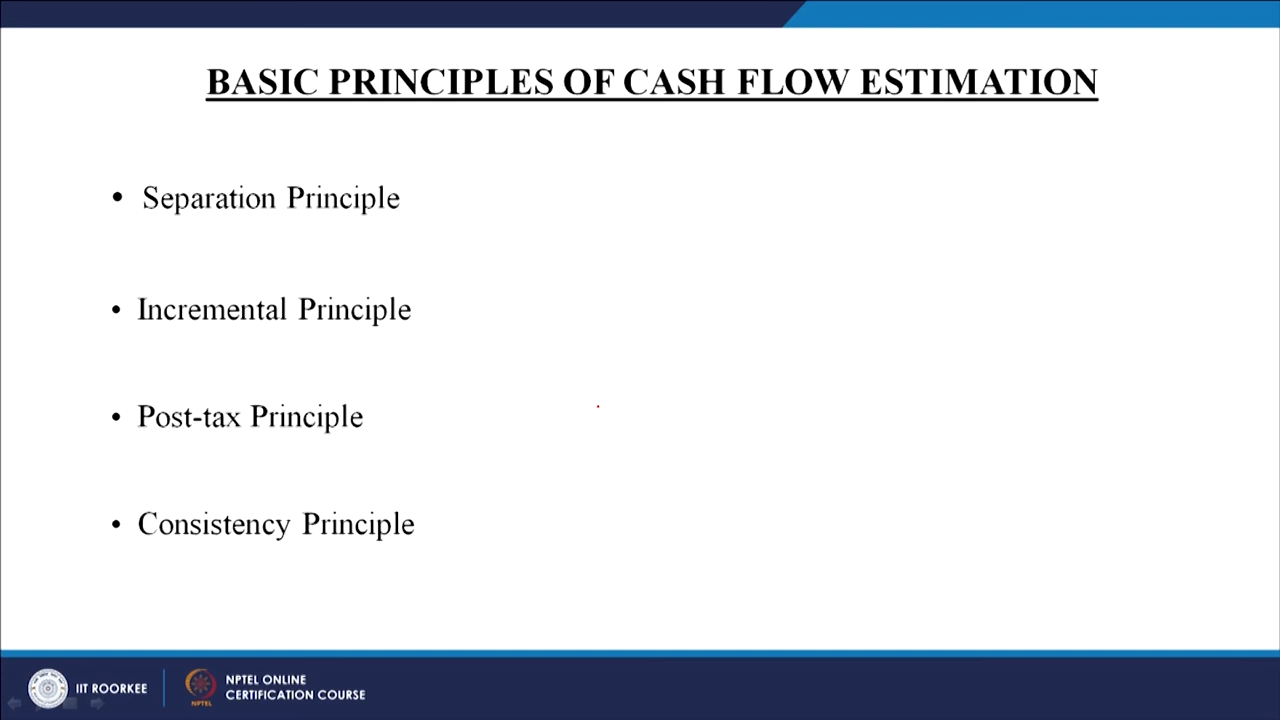 BASIC PRINCIPLES OF CASH FLOW ESTIMATION
• Separation Principle
• Incremental Principle
• Post-tax Principle
• Consistency Principle
IIT ROORKEE
NPTEL
NPTEL ONLINE
CERTIFICATION COURSE